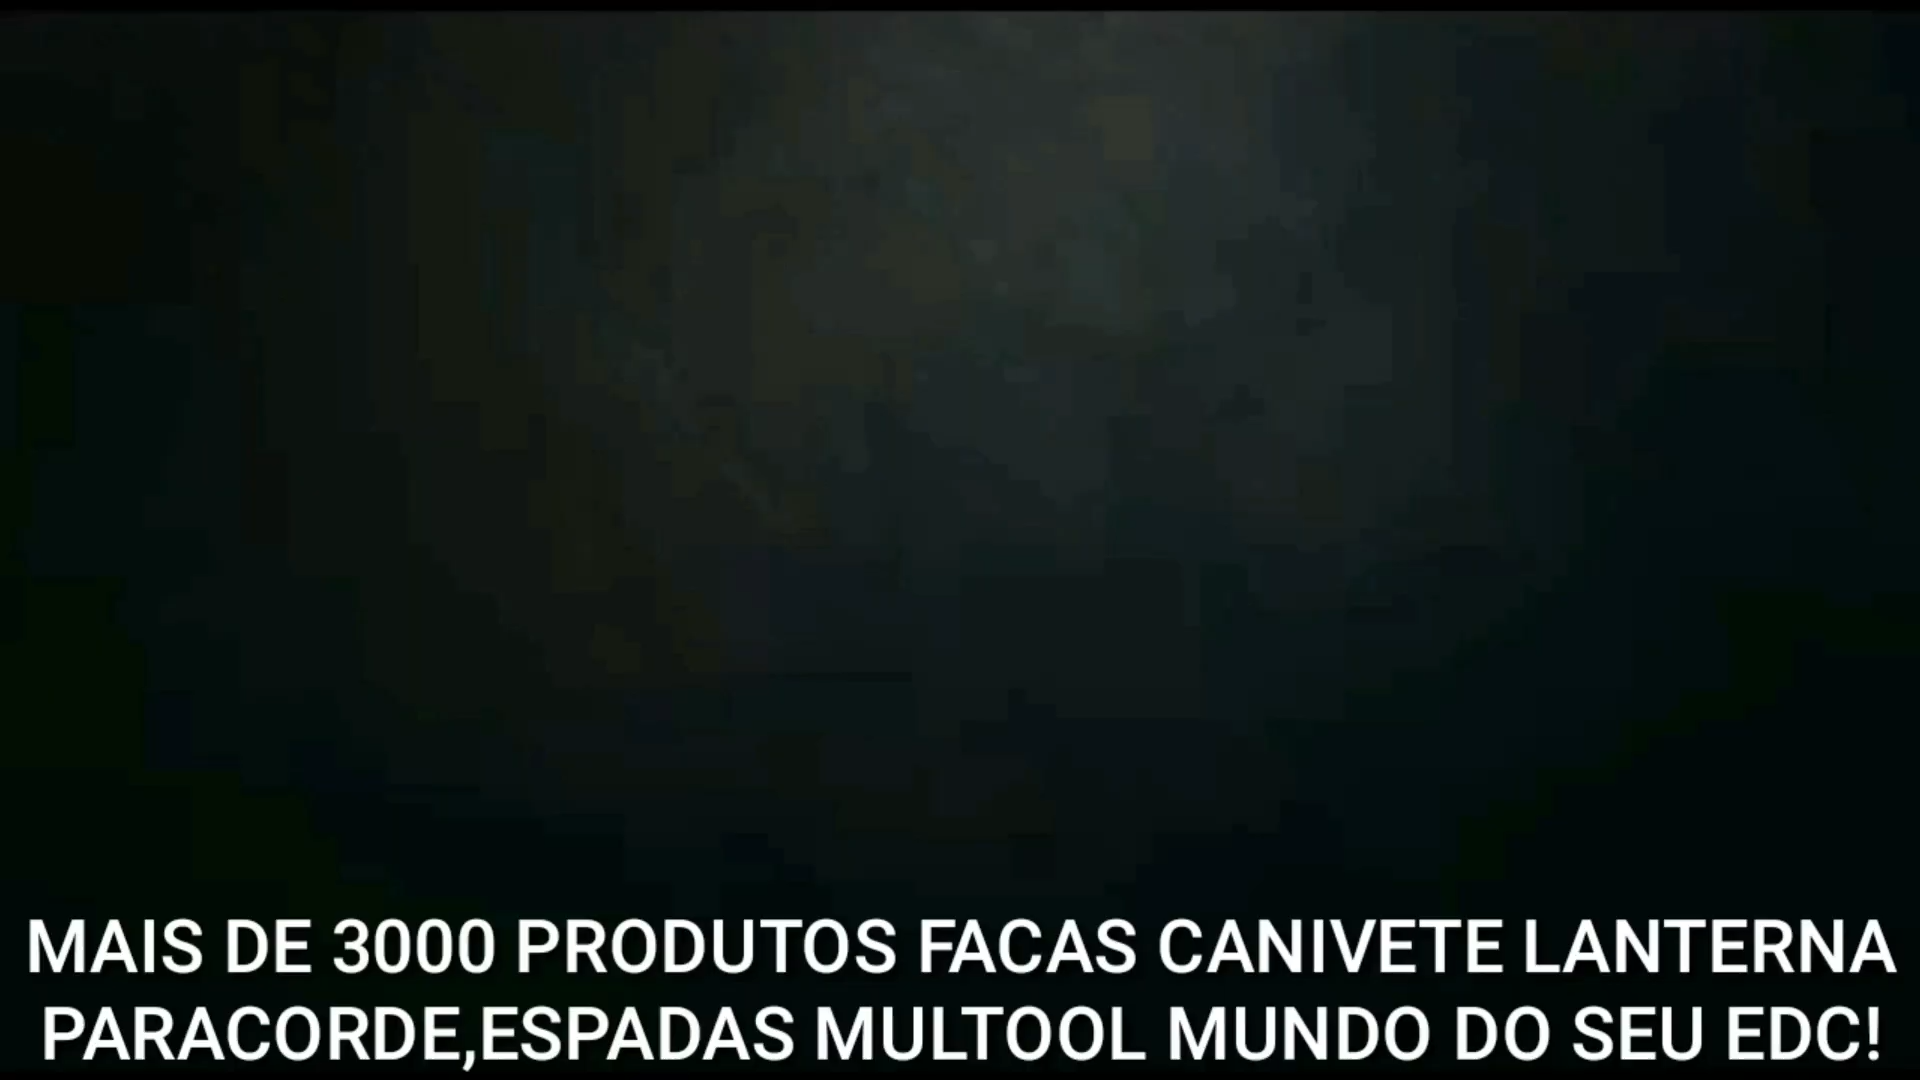 MAIS DE 3000 PRODUTOS FACAS CANIVETE LANTERNA
PARACORDE,ESPADAS MULTOOL MUNDO DO SEU EDC!